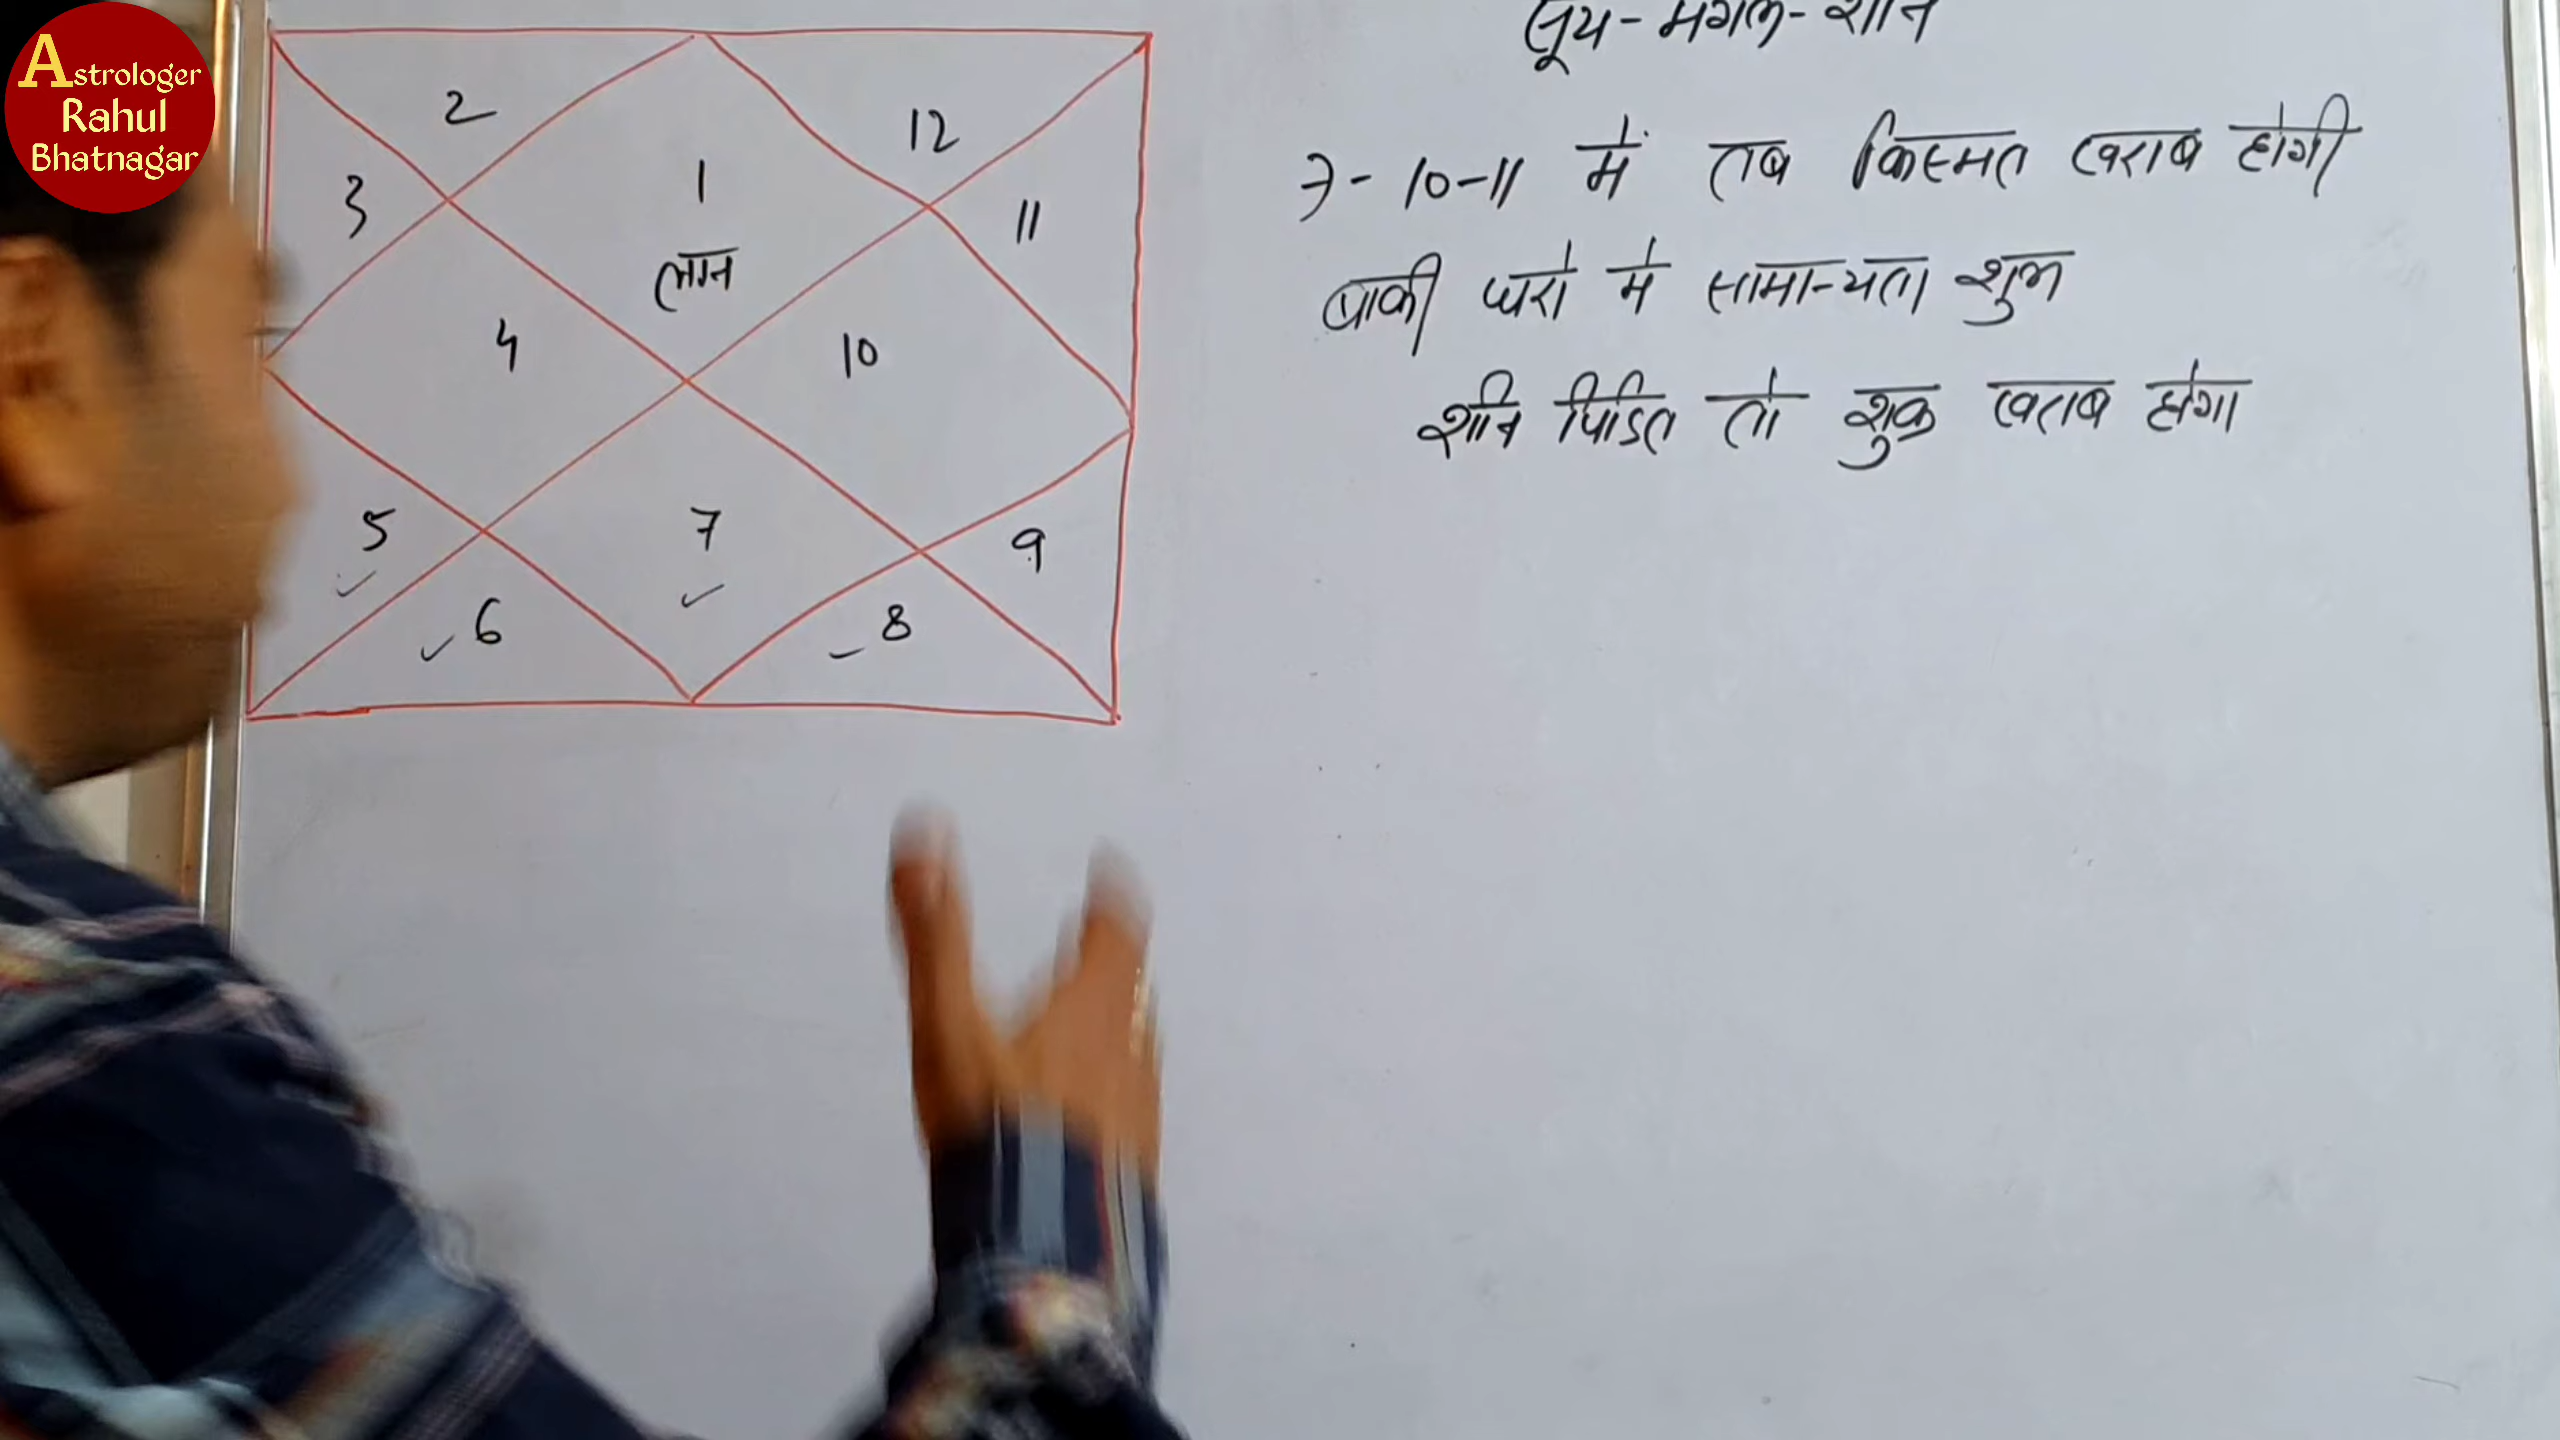 Astrologer
Rahul
Bhatnagar
2
12
3
1
11
लग्न
4
10
5
7
9
6
8
सूर्य - मंगल - शनि
7 - 10 - 11 में तब किस्मत खराब होगी
बाकी घरो मे सामान्यता शुभ
शनि पिडित तो शुक्र खराब होगा